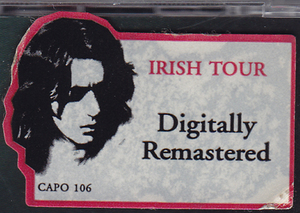 IRISH TOUR
Digitally
Remastered
CAPO 106